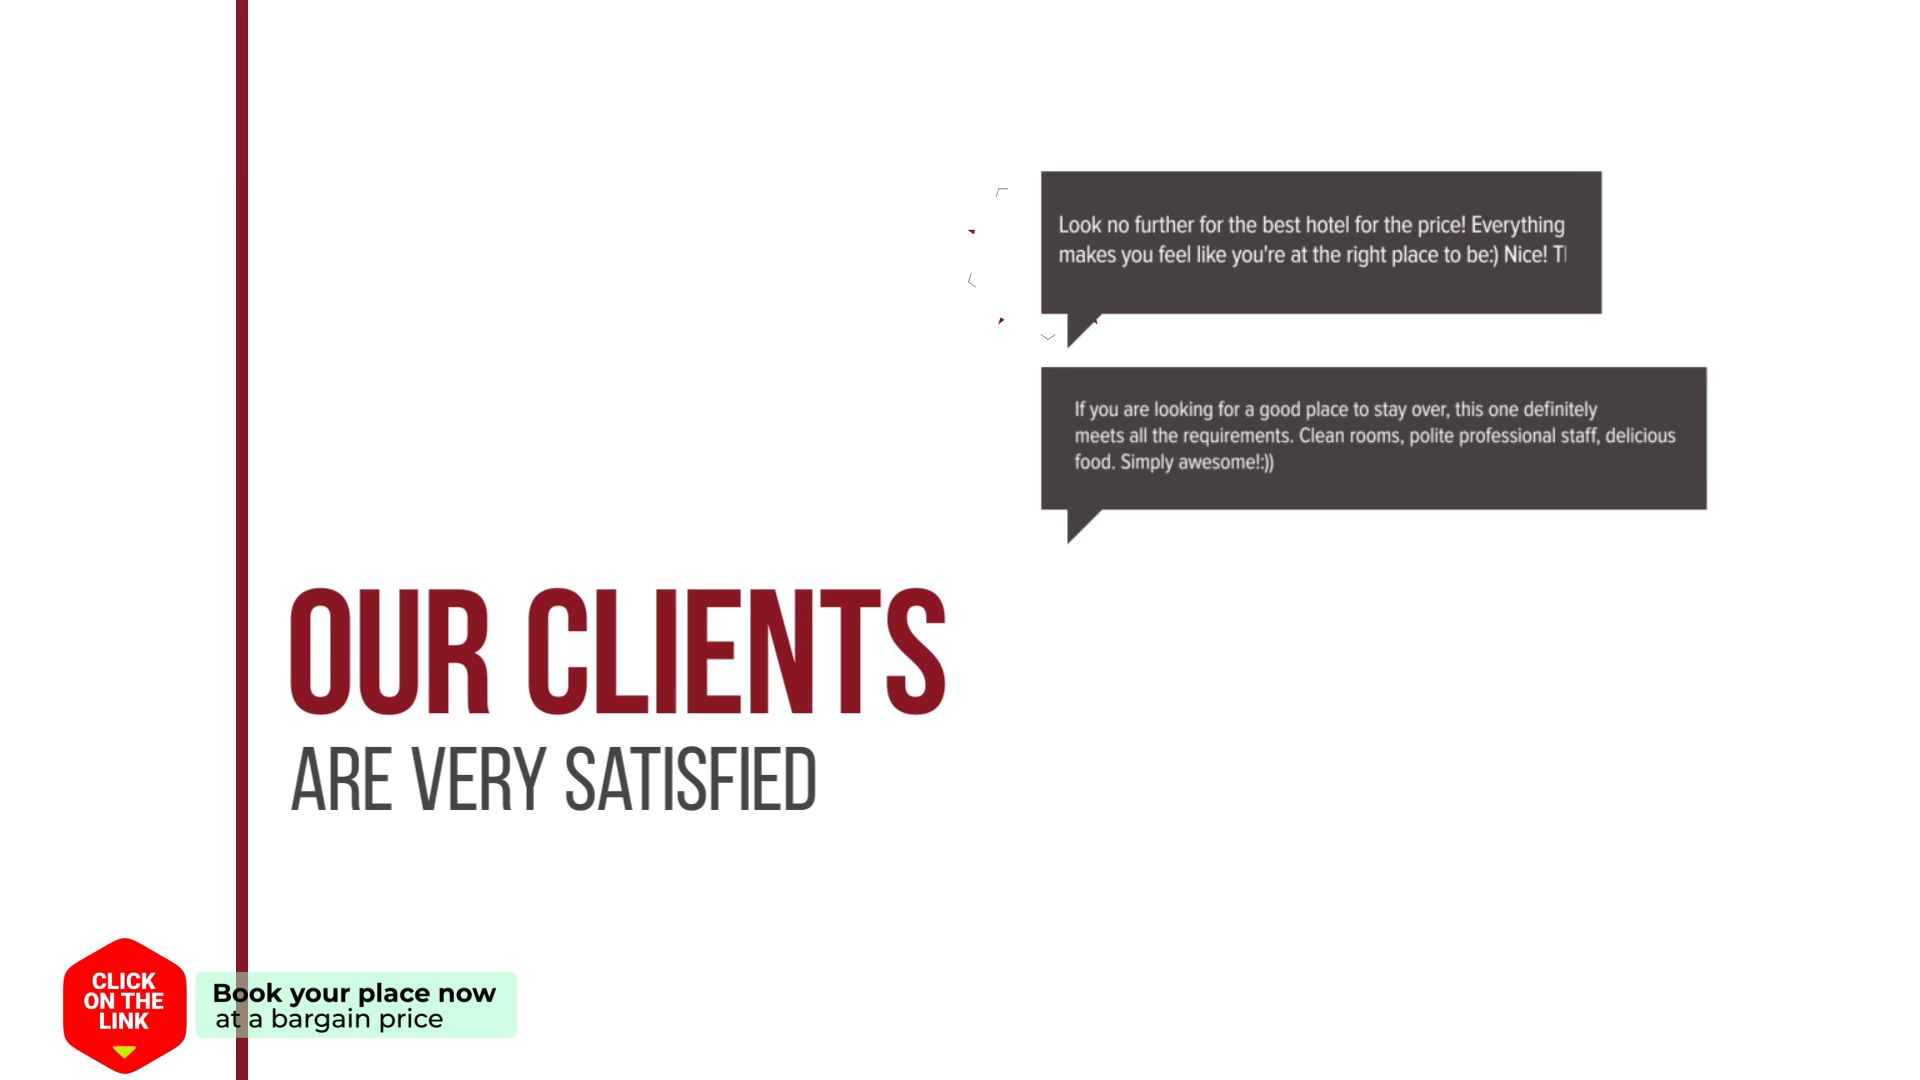 Look no further for the best hotel for the price! Everything
makes you feel like you're at the right place to be:) Nice!
If you are looking for a good place to stay over, this one definitely
meets all the requirements. Clean rooms, polite professional staff, delicious
food. Simply awesome!:))
OUR CLIENTS
ARE VERY SATISFIED
CLICK
ON THE
LINK
Book your place now
at a bargain price